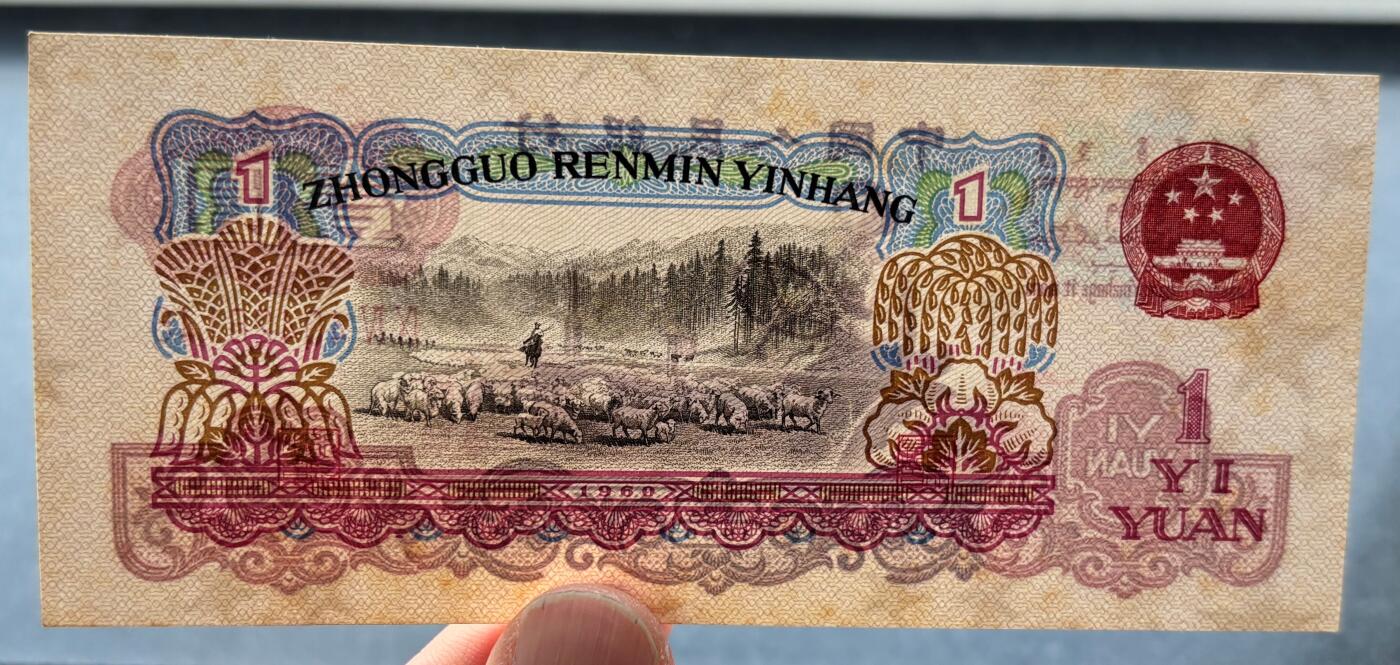 ZHONGGUO RENMIN YINHANG
1
1
1960
1
YI
YUAN